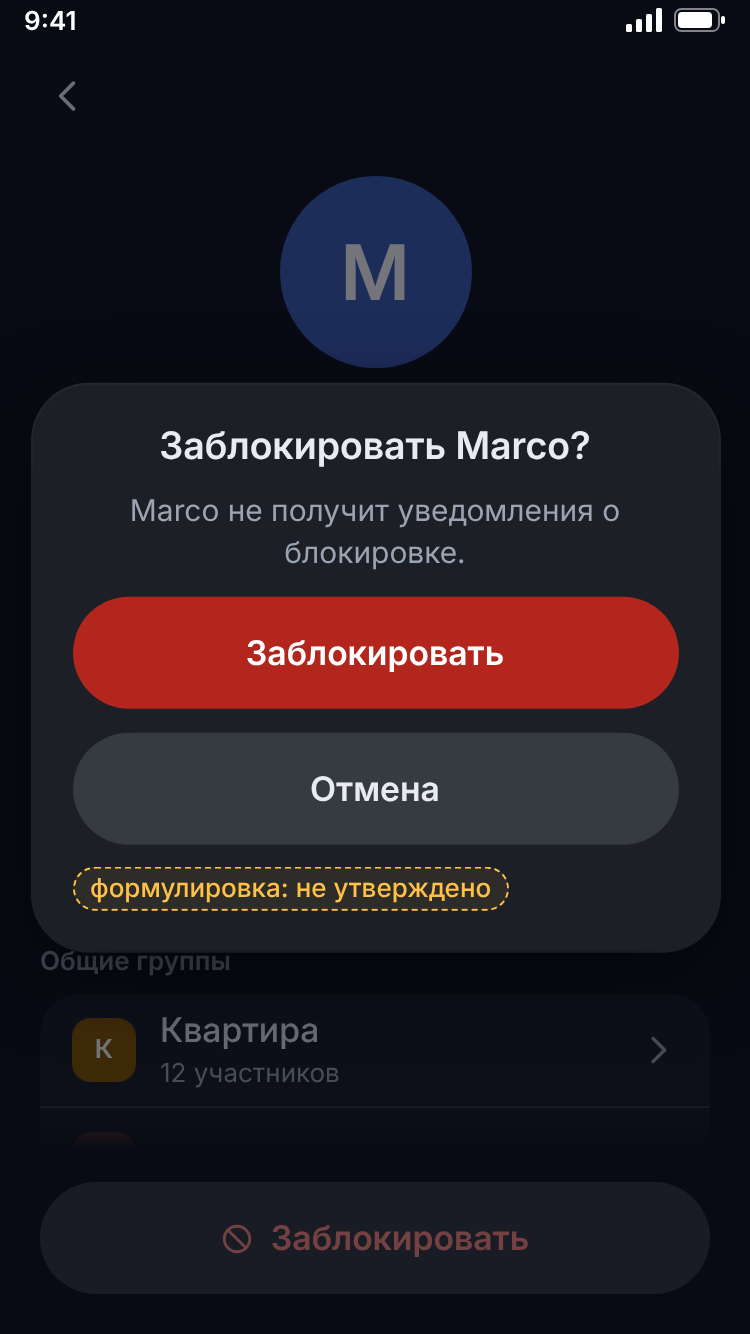 9:41
M
Заблокировать Marco?
Marco не получит уведомления о
блокировке.
Заблокировать
Отмена
формулировка: не утверждено
Общие группы
К
Квартира
12 участников
Заблокировать